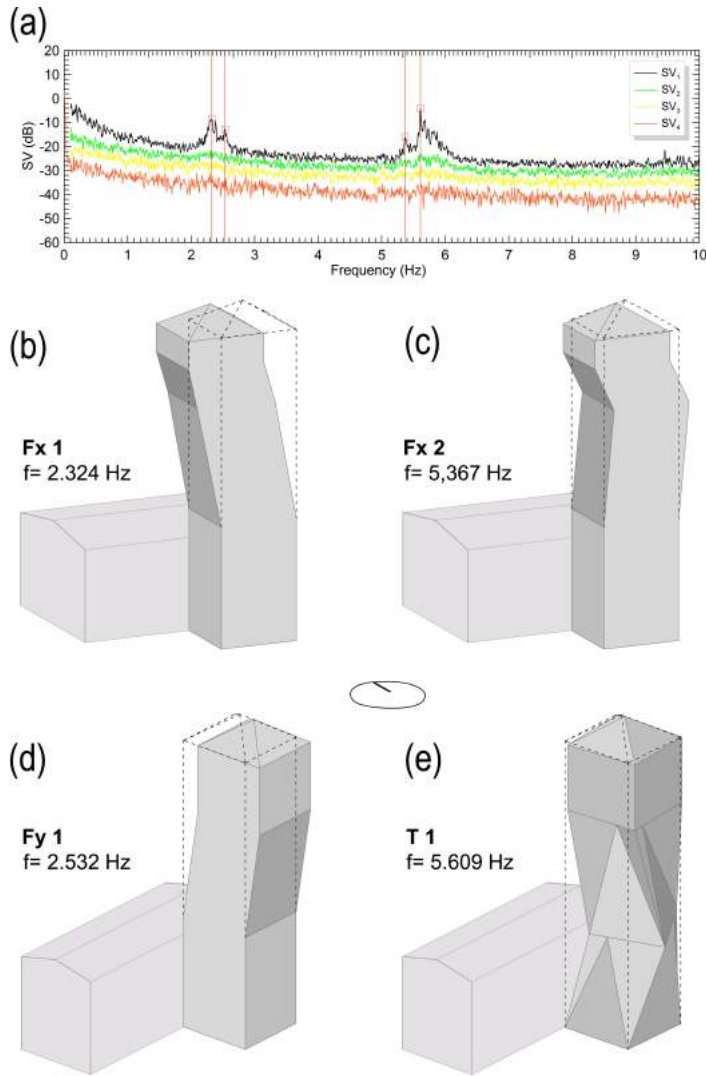 (a)
20
10
0
-10
-20
-30
-40
-50
-60
SV (dB)
SV₁
SV₂
SV₃
SV₄
0 1 2 3 4 5 6 7 8 9 10
Frequency (Hz)
(b)
Fx 1
f= 2.324 Hz
(c)
Fx 2
f= 5,367 Hz
(d)
Fy 1
f= 2.532 Hz
(e)
T 1
f= 5.609 Hz